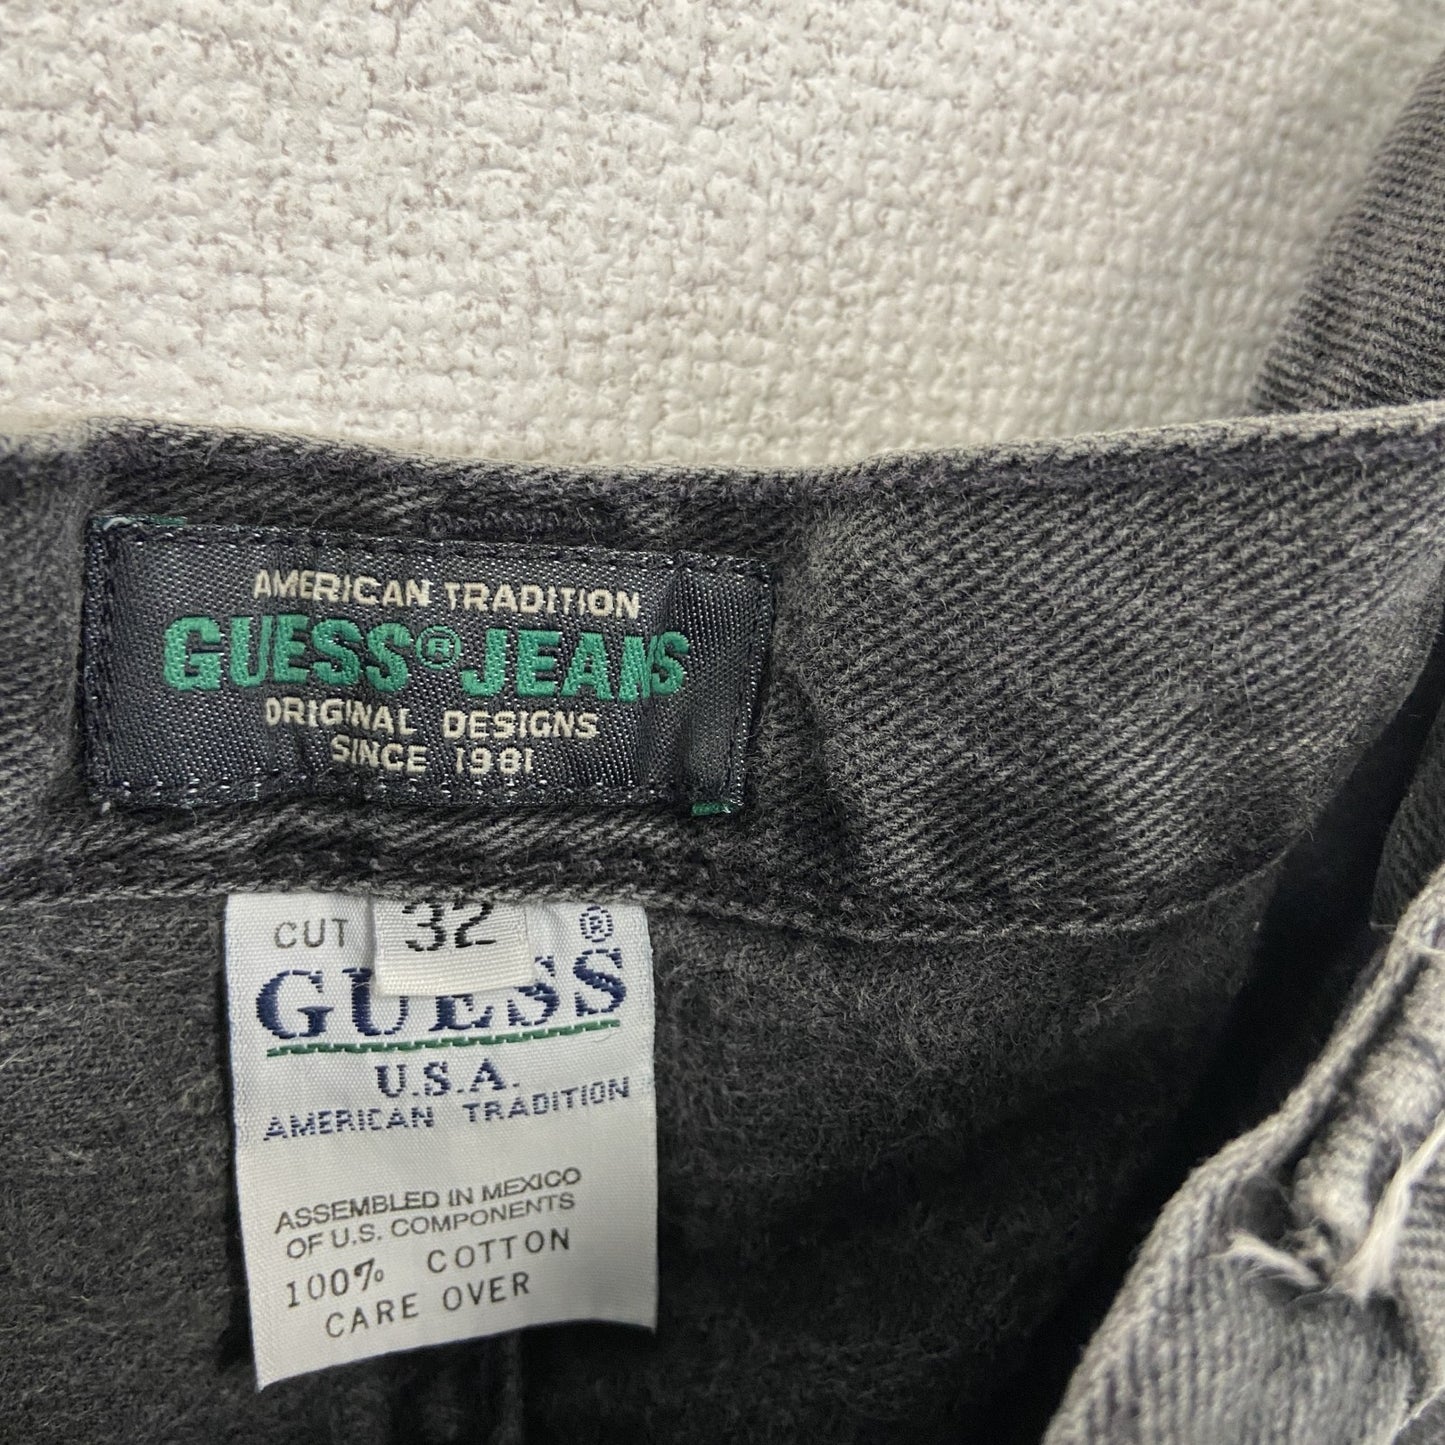 AMERICAN TRADITION
GUESS® JEANS
ORIGINAL DESIGNS
SINCE 1981
CUT 32 ®
GUESS
U.S.A.
AMERICAN TRADITION
ASSEMBLED IN MEXICO
OF U.S. COMPONENTS
100% COTTON
CARE OVER